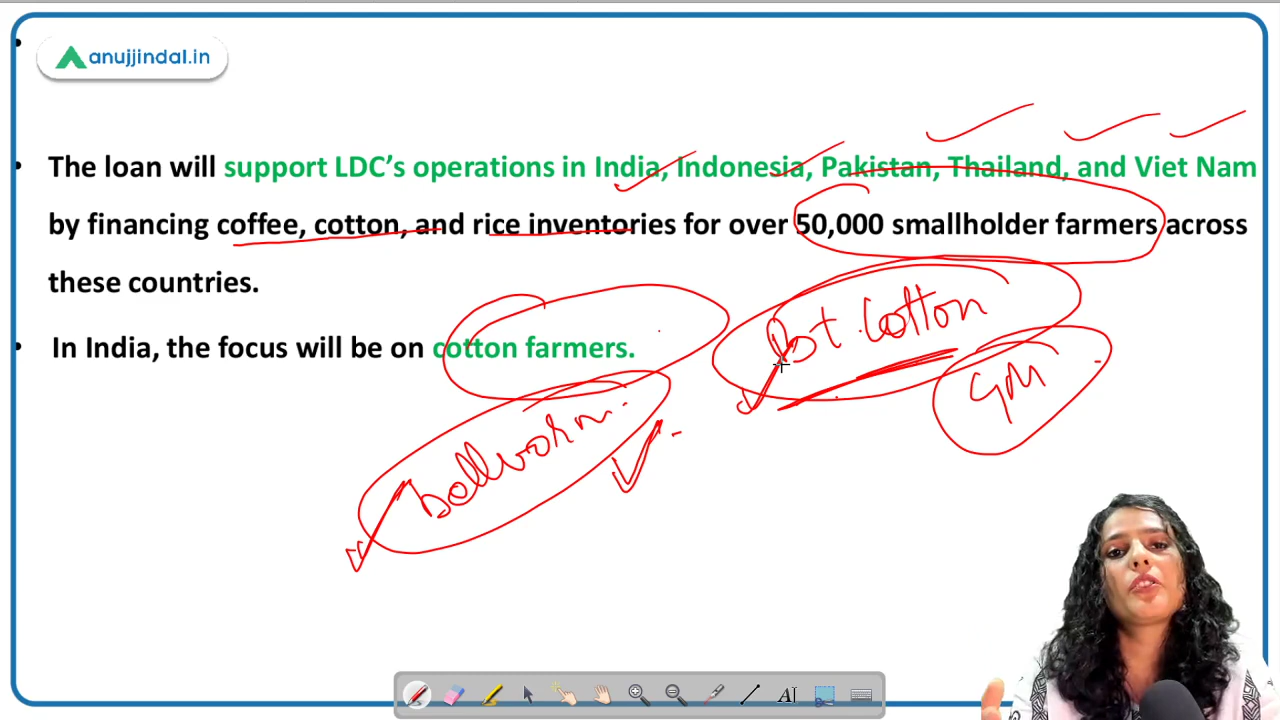 anujjindal.in
The loan will support LDC's operations in India, Indonesia, Pakistan, Thailand, and Viet Nam
by financing coffee, cotton, and rice inventories for over 50,000 smallholder farmers across
these countries.
In India, the focus will be on cotton farmers.
Bt Cotton
GM
bollworm
AI